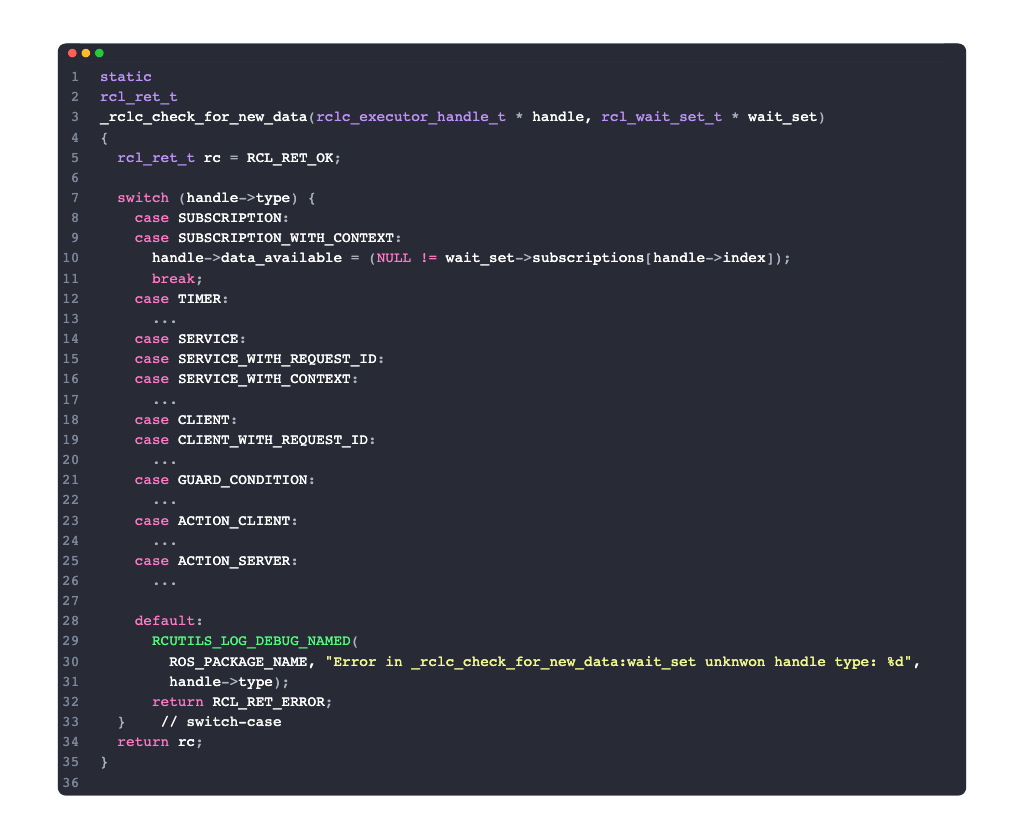 1 static
2 rcl_ret_t
3 _rclc_check_for_new_data(rclc_executor_handle_t * handle, rcl_wait_set_t * wait_set)
4 {
5   rcl_ret_t rc = RCL_RET_OK;
6
7   switch (handle->type) {
8     case SUBSCRIPTION:
9     case SUBSCRIPTION_WITH_CONTEXT:
10       handle->data_available = (NULL != wait_set->subscriptions[handle->index]);
11       break;
12     case TIMER:
13       ...
14     case SERVICE:
15     case SERVICE_WITH_REQUEST_ID:
16     case SERVICE_WITH_CONTEXT:
17       ...
18     case CLIENT:
19     case CLIENT_WITH_REQUEST_ID:
20       ...
21     case GUARD_CONDITION:
22       ...
23     case ACTION_CLIENT:
24       ...
25     case ACTION_SERVER:
26       ...
27
28     default:
29       RCUTILS_LOG_DEBUG_NAMED(
30         ROS_PACKAGE_NAME, "Error in _rclc_check_for_new_data:wait_set unknwon handle type: %d",
31         handle->type);
32       return RCL_RET_ERROR;
33   }    // switch-case
34   return rc;
35 }
36